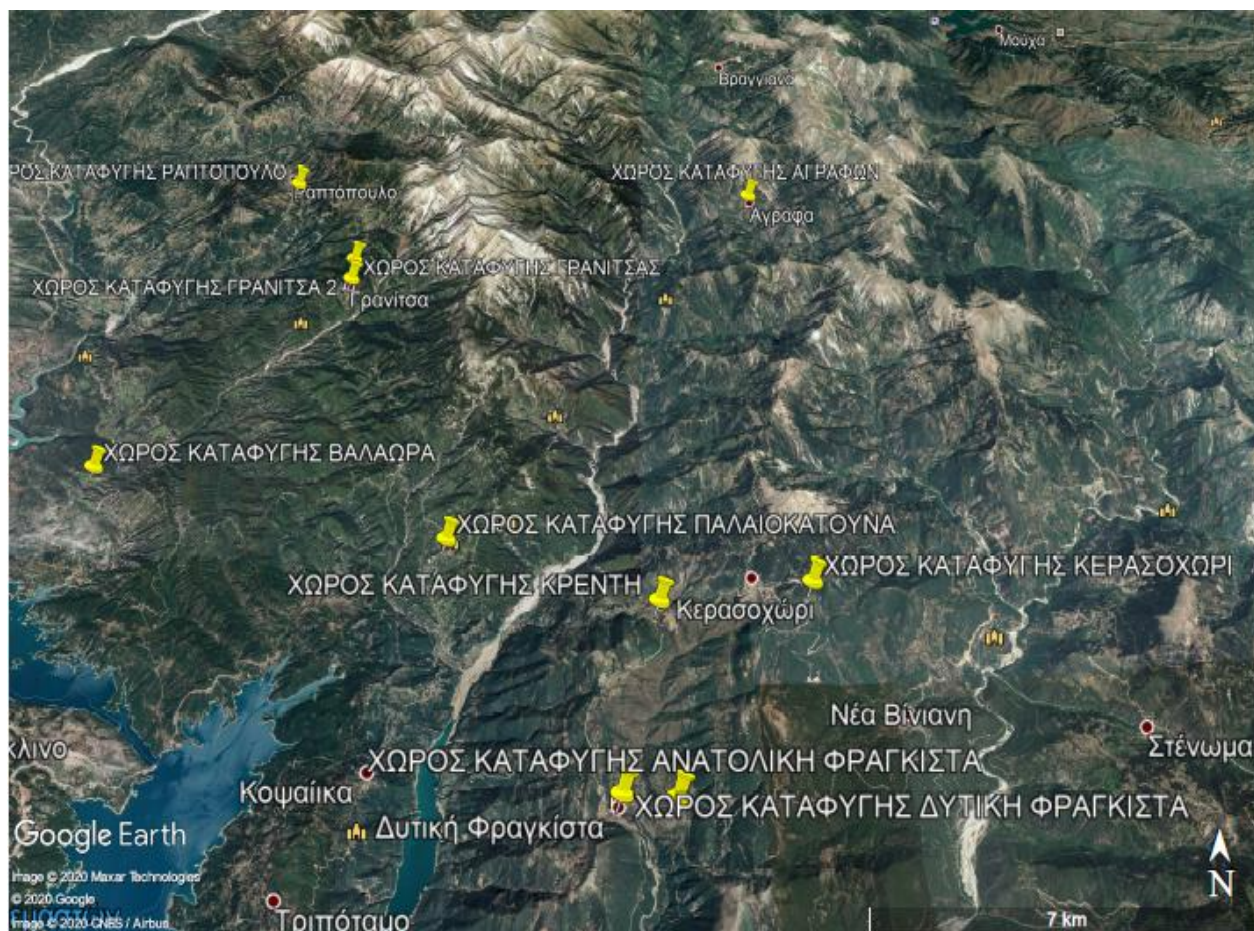 Μούχα
Βραγγιανά
ΡΟΣ ΚΑΤΑΦΥΓΗΣ ΡΑΠΤΟΠΟΥΛΟ
Ραπτόπουλο
ΧΩΡΟΣ ΚΑΤΑΦΥΓΗΣ ΑΓΡΑΦΩΝ
Άγραφα
ΧΩΡΟΣ ΚΑΤΑΦΥΓΗΣ ΓΡΑΝΙΤΣΑΣ
ΧΩΡΟΣ ΚΑΤΑΦΥΓΗΣ ΓΡΑΝΙΤΣΑ 2
Γρανίτσα
ΧΩΡΟΣ ΚΑΤΑΦΥΓΗΣ ΒΑΛΑΩΡΑ
ΧΩΡΟΣ ΚΑΤΑΦΥΓΗΣ ΠΑΛΑΙΟΚΑΤΟΥΝΑ
ΧΩΡΟΣ ΚΑΤΑΦΥΓΗΣ ΚΕΡΑΣΟΧΩΡΙ
ΧΩΡΟΣ ΚΑΤΑΦΥΓΗΣ ΚΡΕΝΤΗ
Κερασοχώρι
Νέα Βίνιανη
Στένωμα
κλινο
ΧΩΡΟΣ ΚΑΤΑΦΥΓΗΣ ΑΝΑΤΟΛΙΚΗ ΦΡΑΓΚΙΣΤΑ
Κοψαίικα
ΧΩΡΟΣ ΚΑΤΑΦΥΓΗΣ ΔΥΤΙΚΗ ΦΡΑΓΚΙΣΤΑ
Δυτική Φραγκίστα
Google Earth
Image © 2020 Maxar Technologies
© 2020 Google
Image © 2020 CNES / Airbus
Τριπόταμο
N
7 km